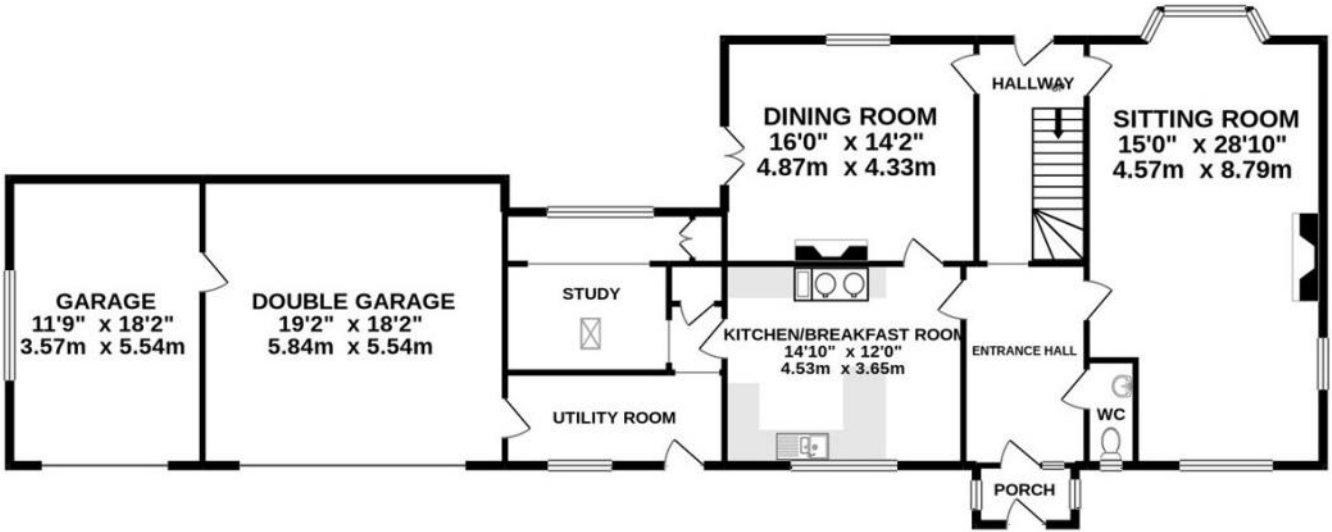 HALLWAY
UP
DINING ROOM
16'0" x 14'2"
4.87m x 4.33m
SITTING ROOM
15'0" x 28'10"
4.57m x 8.79m
GARAGE
11'9" x 18'2"
3.57m x 5.54m
DOUBLE GARAGE
19'2" x 18'2"
5.84m x 5.54m
STUDY
KITCHEN/BREAKFAST ROOM
14'10" x 12'0"
4.53m x 3.65m
ENTRANCE HALL
UTILITY ROOM
WC
PORCH